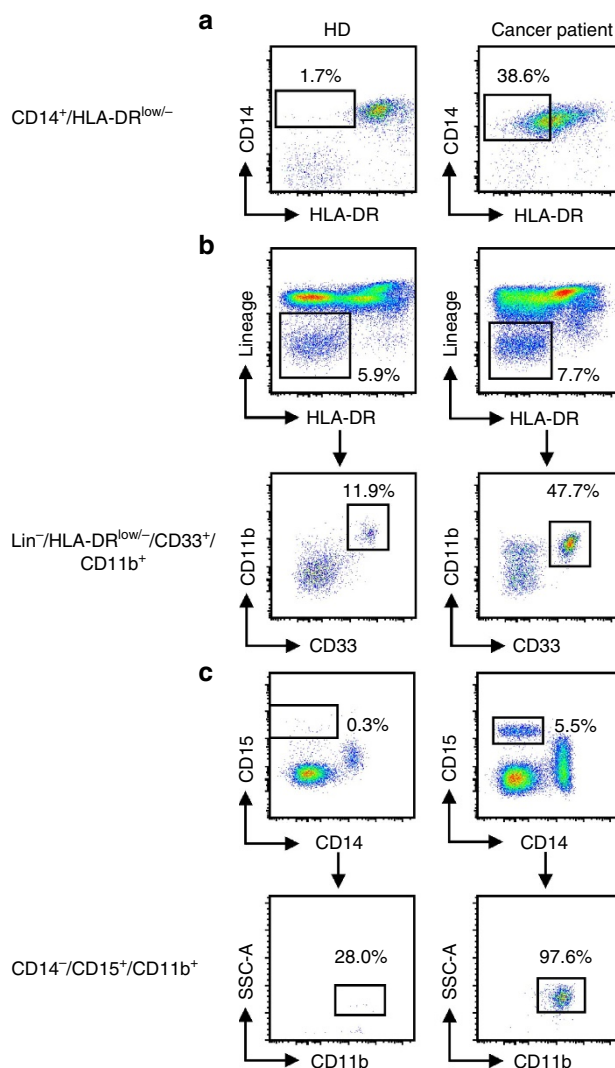 a
HD
Cancer patient
CD14⁺/HLA-DRˡᵒʷ/⁻
1.7%
38.6%
CD14
CD14
HLA-DR
HLA-DR
b
Lineage
Lineage
5.9%
7.7%
HLA-DR
HLA-DR
Lin⁻/HLA-DRˡᵒʷ/⁻/CD33⁺/
CD11b⁺
11.9%
47.7%
CD11b
CD11b
CD33
CD33
c
0.3%
5.5%
CD15
CD15
CD14
CD14
CD14⁻/CD15⁺/CD11b⁺
28.0%
97.6%
SSC-A
SSC-A
CD11b
CD11b